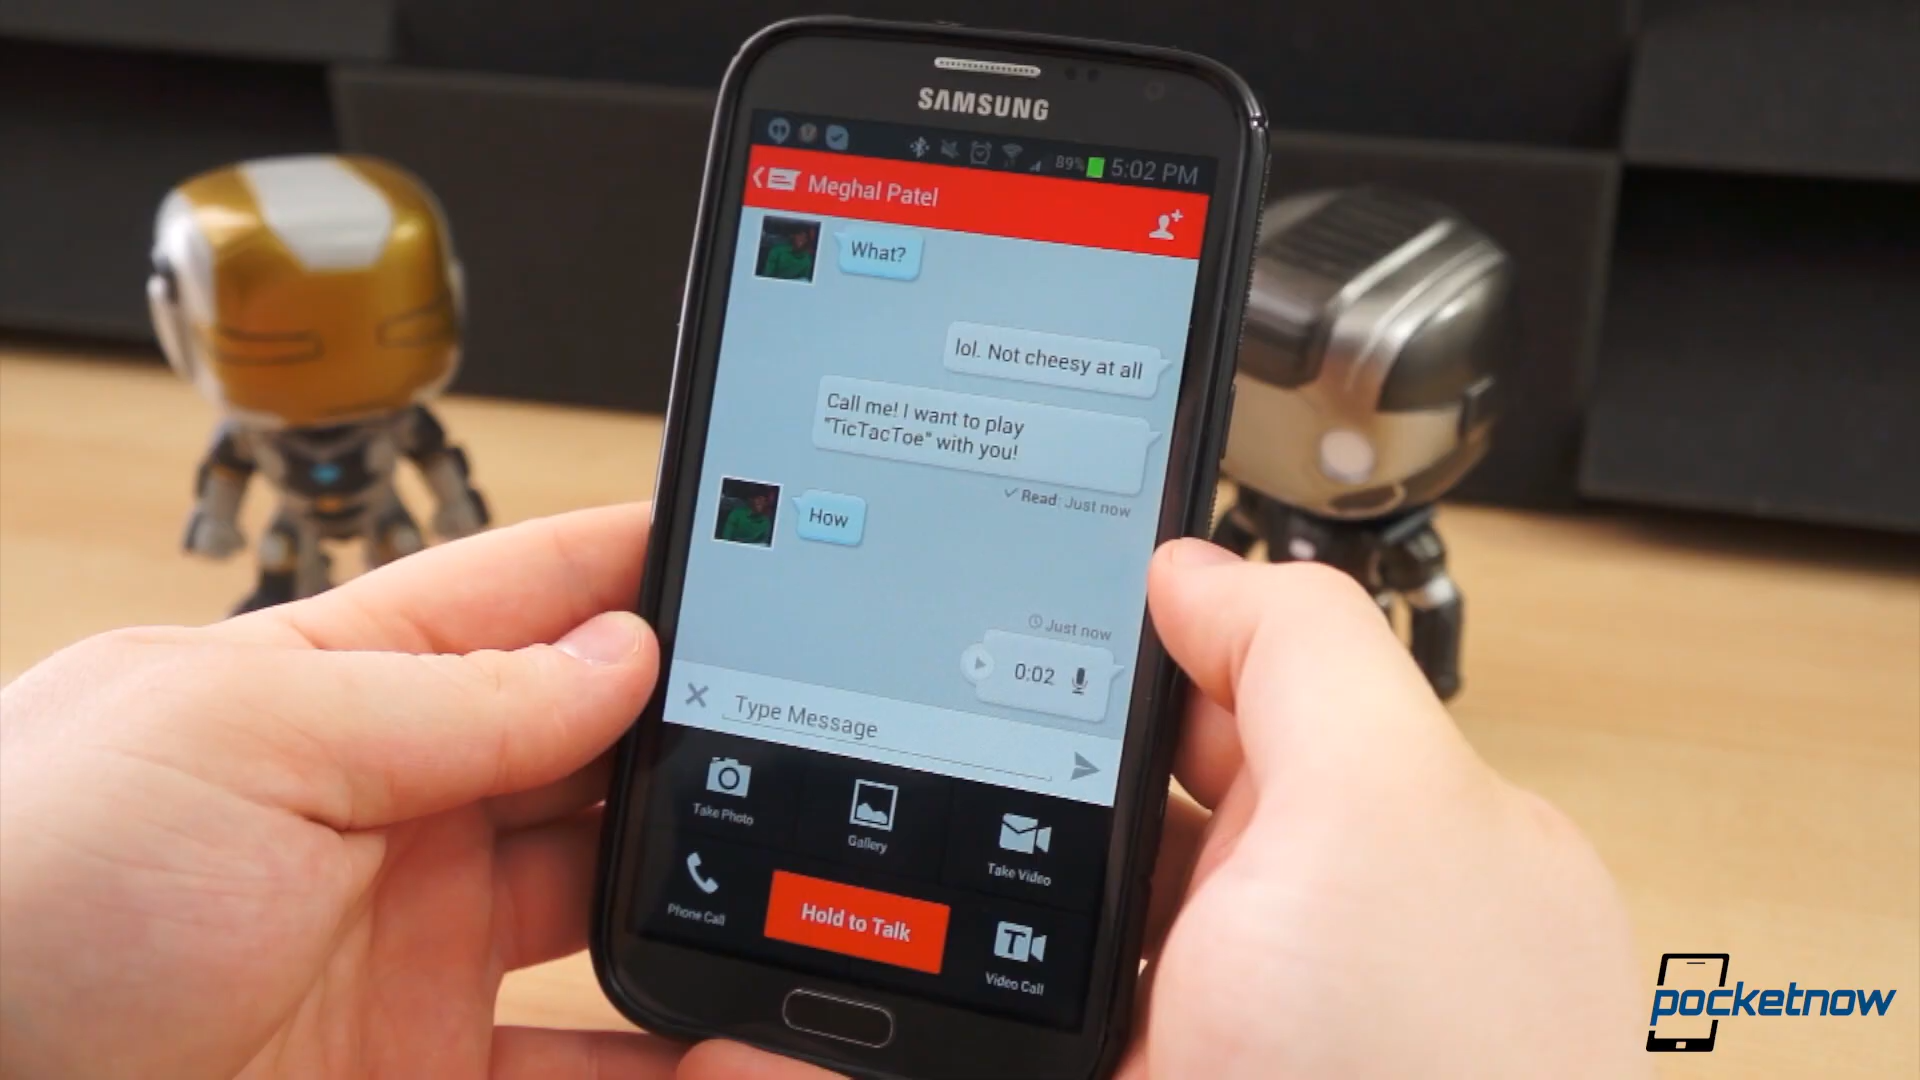 SAMSUNG
89% 5:02 PM
Meghal Patel
What?
lol. Not cheesy at all
Call me! I want to play
"TicTacToe" with you!
Read: Just now
How
Just now
0:02
Type Message
Take Photo
Gallery
Take Video
Phone Call
Hold to Talk
Video Call
pocketnow